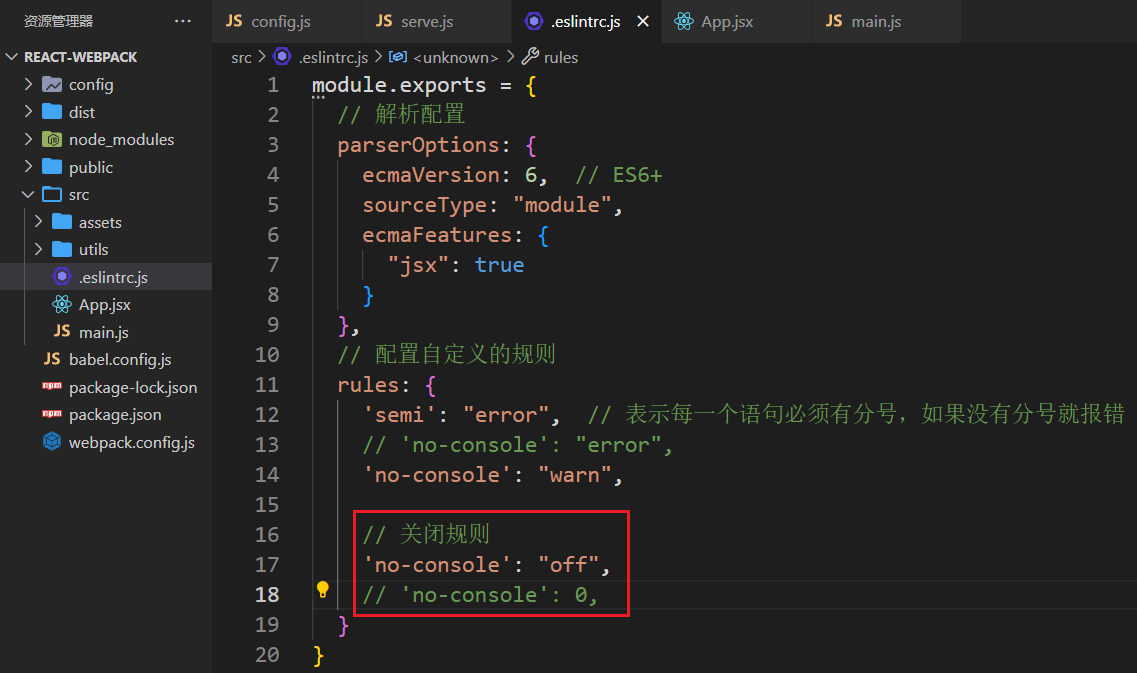 资源管理器 ···
JS config.js JS serve.js .eslintrc.js × App.jsx JS main.js
REACT-WEBPACK
config
dist
node_modules
public
src
assets
utils
.eslintrc.js
App.jsx
JS main.js
JS babel.config.js
npm package-lock.json
npm package.json
webpack.config.js
src > .eslintrc.js > <unknown> > rules
1 module.exports = {
2 // 解析配置
3 parserOptions: {
4 ecmaVersion: 6, // ES6+
5 sourceType: "module",
6 ecmaFeatures: {
7 "jsx": true
8 }
9 },
10 // 配置自定义的规则
11 rules: {
12 'semi': "error", // 表示每一个语句必须有分号，如果没有分号就报错
13 // 'no-console': "error",
14 'no-console': "warn",
15
16 // 关闭规则
17 'no-console': "off",
18 // 'no-console': 0,
19 }
20 }